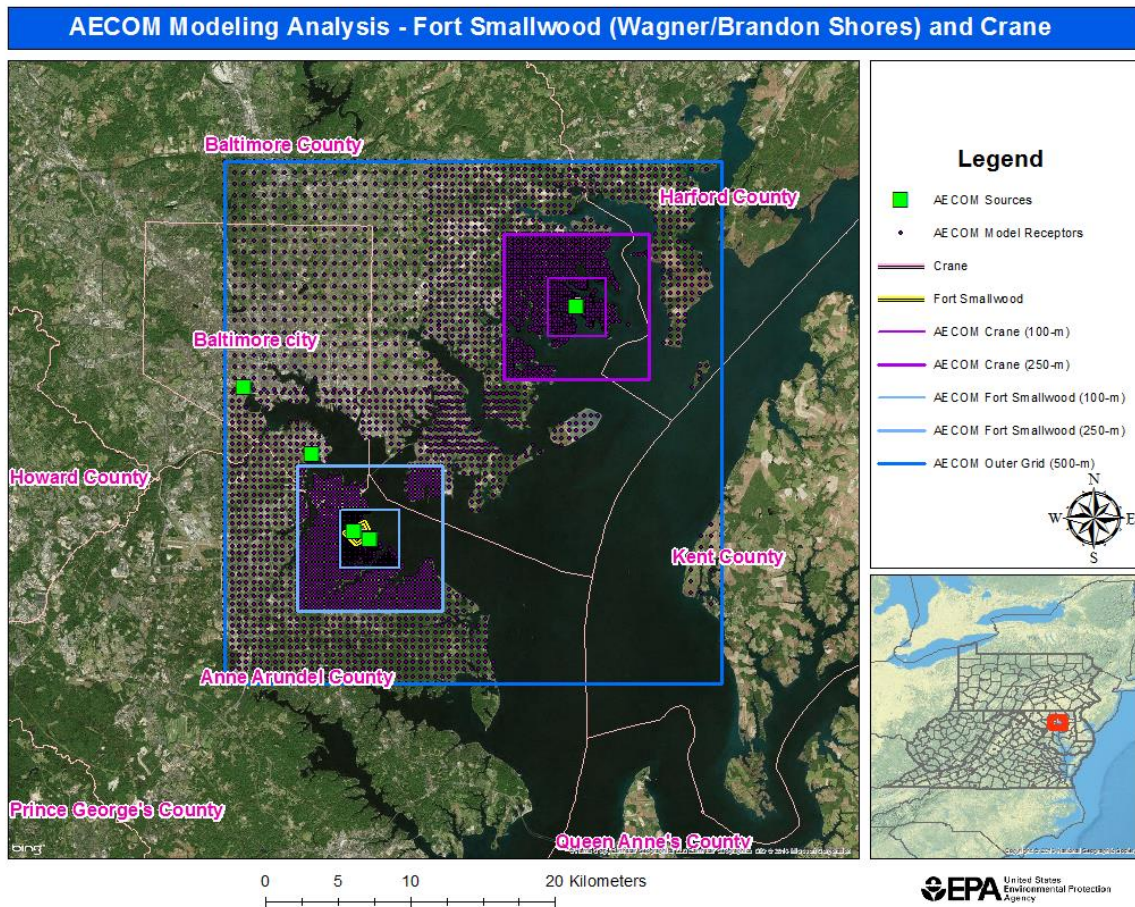 AECOM Modeling Analysis - Fort Smallwood (Wagner/Brandon Shores) and Crane
Baltimore County
Harford County
Baltimore city
Howard County
Kent County
Anne Arundel County
Prince George's County
Queen Anne's County
bing
Legend
AECOM Sources
AECOM Model Receptors
Crane
Fort Smallwood
AECOM Crane (100-m)
AECOM Crane (250-m)
AECOM Fort Smallwood (100-m)
AECOM Fort Smallwood (250-m)
AECOM Outer Grid (500-m)
N
W E
S
0 5 10 20 Kilometers
EPA
United States
Environmental Protection
Agency